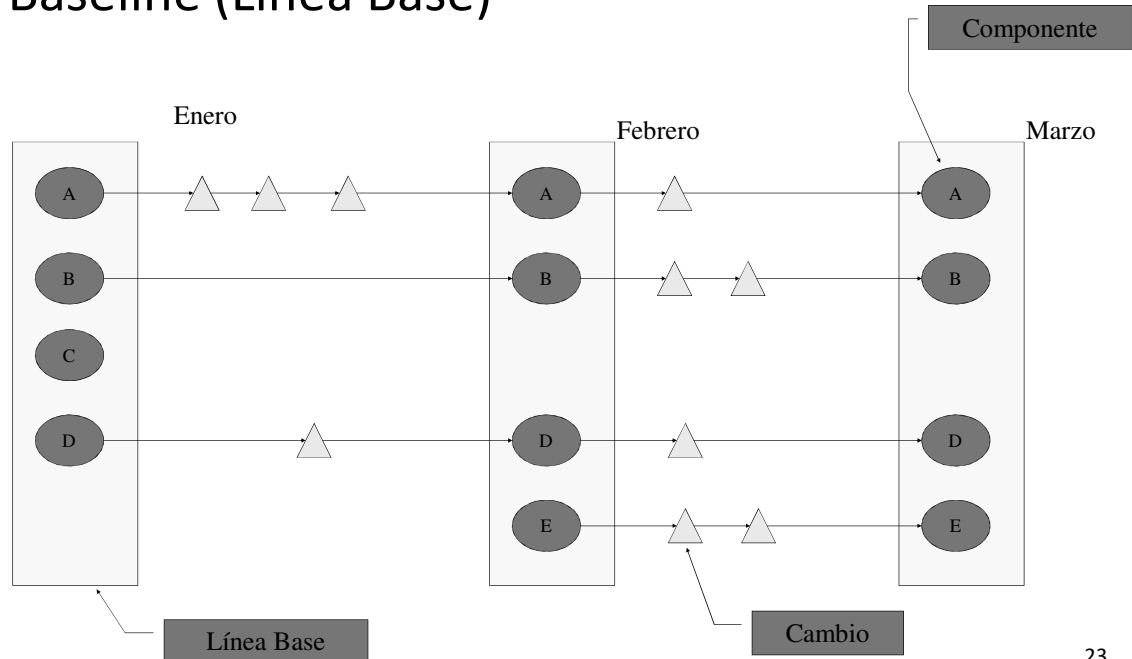 Baseline (Línea Base)
Componente
Enero
Febrero
Marzo
A
A
A
B
B
B
C
D
D
D
E
E
Línea Base
Cambio
23